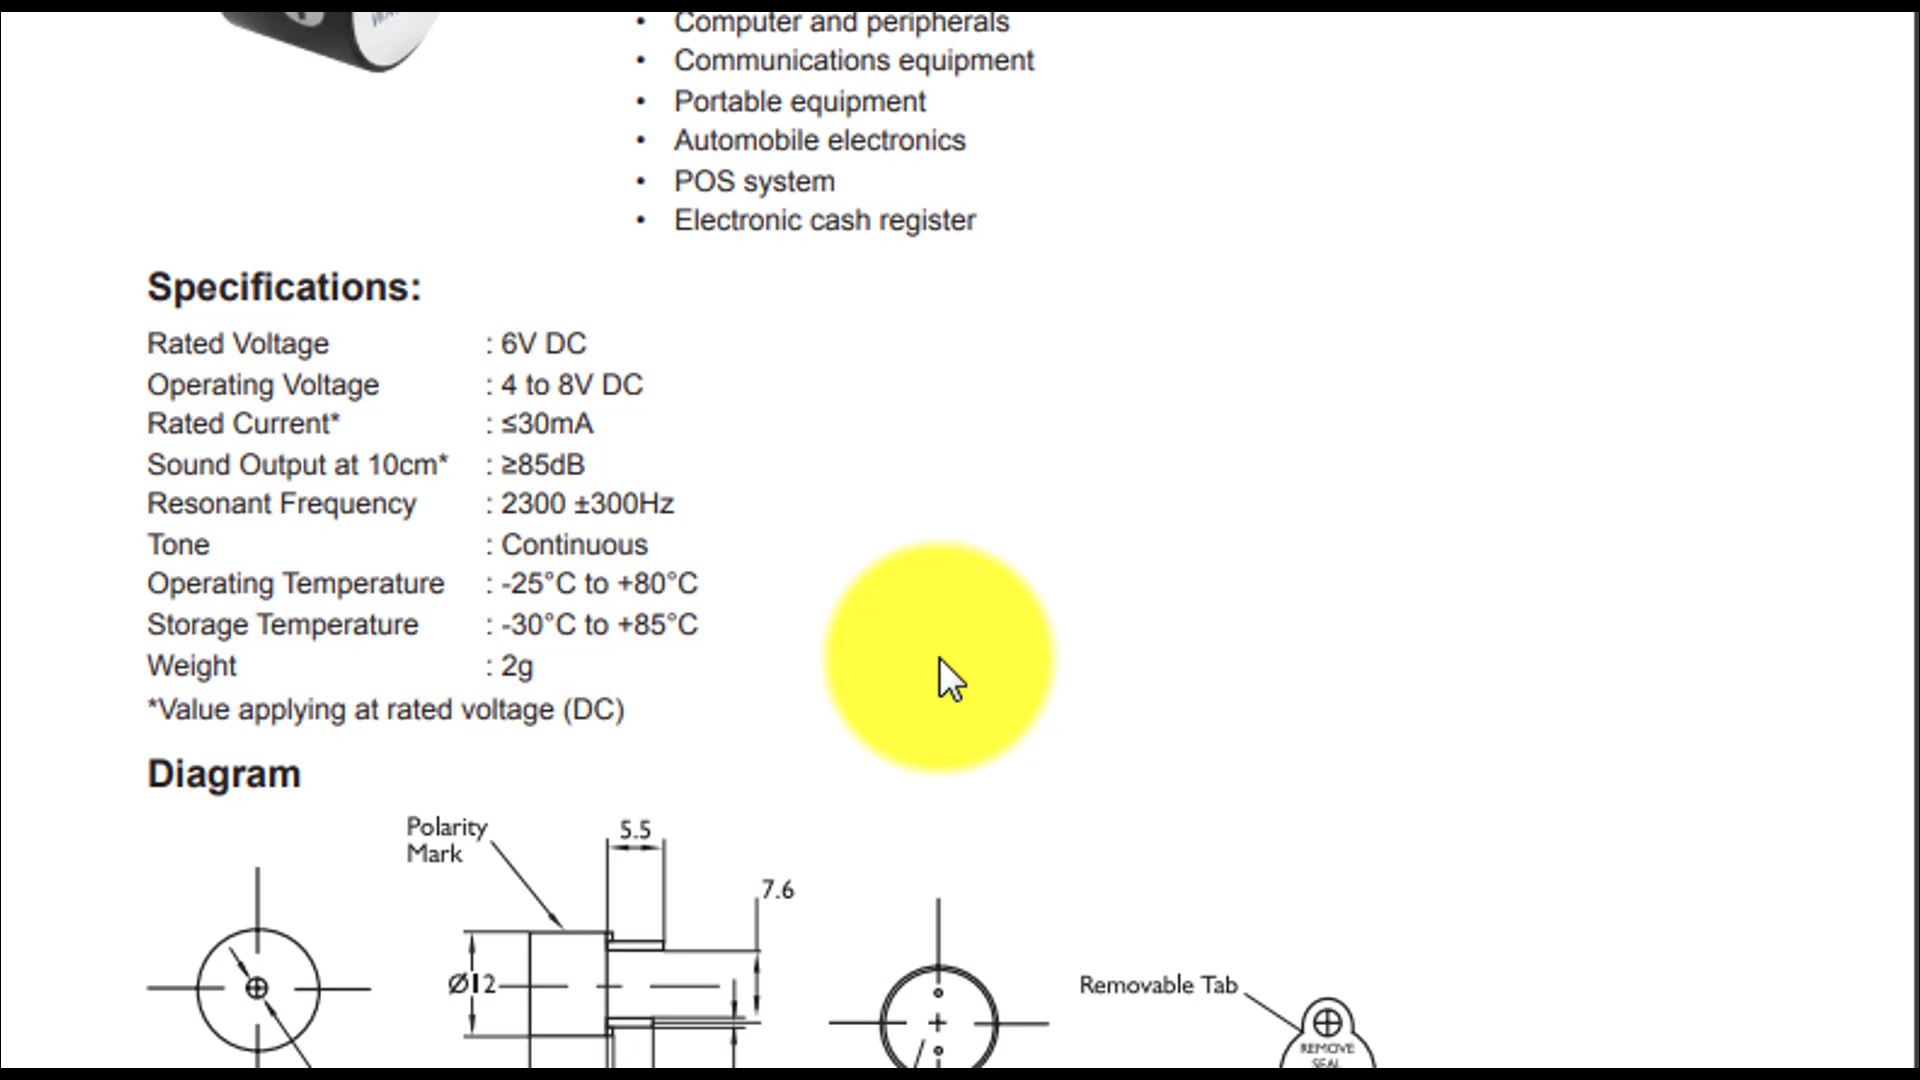 • Computer and peripherals
• Communications equipment
• Portable equipment
• Automobile electronics
• POS system
• Electronic cash register
Specifications:
Rated Voltage : 6V DC
Operating Voltage : 4 to 8V DC
Rated Current* : ≤30mA
Sound Output at 10cm* : ≥85dB
Resonant Frequency : 2300 ±300Hz
Tone : Continuous
Operating Temperature : -25°C to +80°C
Storage Temperature : -30°C to +85°C
Weight : 2g
*Value applying at rated voltage (DC)
Diagram
Polarity
Mark
5.5
7.6
Ø12
Removable Tab
REMOVE
SEAL